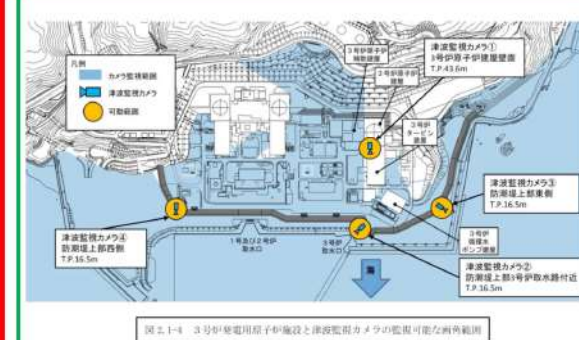 凡例
カメラ監視範囲
津波監視カメラ
可動範囲
3号炉原子炉
補助建屋
3号炉原子炉
建屋
3号炉
タービン
建屋
津波監視カメラ①
3号炉原子炉建屋壁面
T.P.43.6m
津波監視カメラ③
防潮堤上部東側
T.P.16.5m
津波監視カメラ④
防潮堤上部西側
T.P.16.5m
1号及び2号炉
取水口
3号炉
取水口
海
3号炉
循環水
ポンプ建屋
津波監視カメラ②
防潮堤上部3号炉取水路付近
T.P.16.5m
図2.1-4 3号炉発電用原子炉施設と津波監視カメラの監視可能な画角範囲